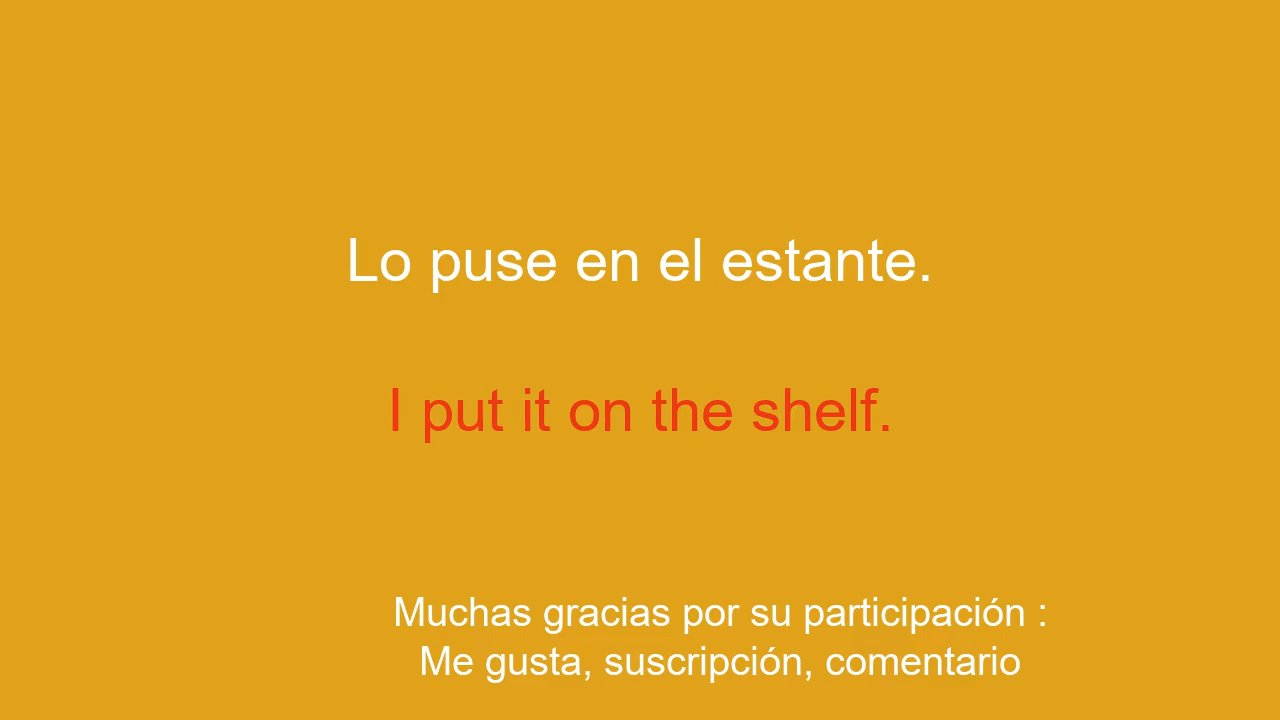 Lo puse en el estante.
I put it on the shelf.
Muchas gracias por su participación :
Me gusta, suscripción, comentario